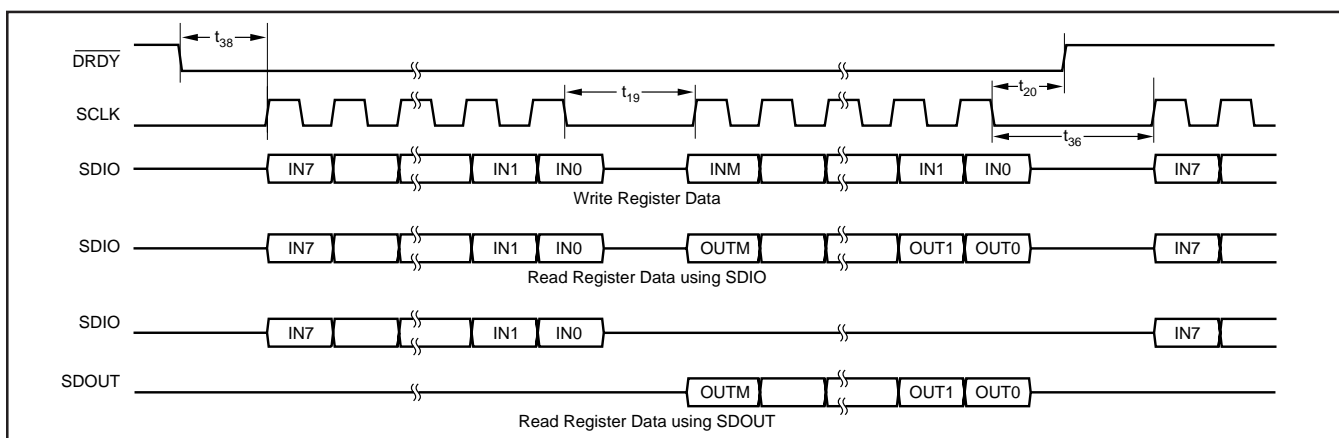 t38
DRDY
t19 t20
SCLK
t36
SDIO IN7 IN1 IN0 INM IN1 IN0 IN7
Write Register Data
SDIO IN7 IN1 IN0 OUTM OUT1 OUT0 IN7
Read Register Data using SDIO
SDIO IN7 IN1 IN0 IN7
SDOUT OUTM OUT1 OUT0
Read Register Data using SDOUT